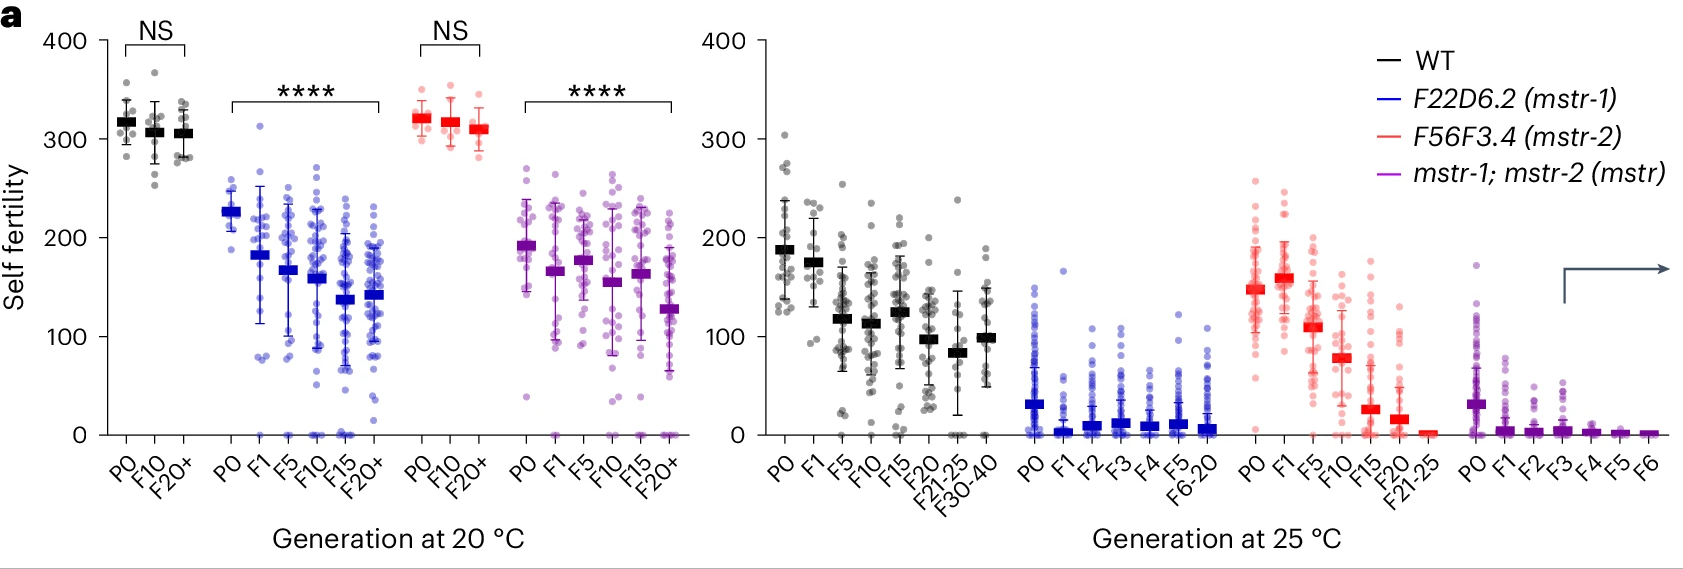 a
NS
NS
****
****
400
300
200
100
0
Self fertility
P0
F10
F20+
P0
F1
F5
F10
F15
F20+
P0
F10
F20+
P0
F1
F5
F10
F15
F20+
Generation at 20 °C
400
300
200
100
0
P0
F1
F5
F10
F15
F20
F21-25
F30-40
P0
F1
F2
F3
F4
F5
F6-20
P0
F1
F5
F10
F15
F20
F21-25
P0
F1
F2
F3
F4
F5
F6
Generation at 25 °C
WT
F22D6.2 (mstr-1)
F56F3.4 (mstr-2)
mstr-1; mstr-2 (mstr)